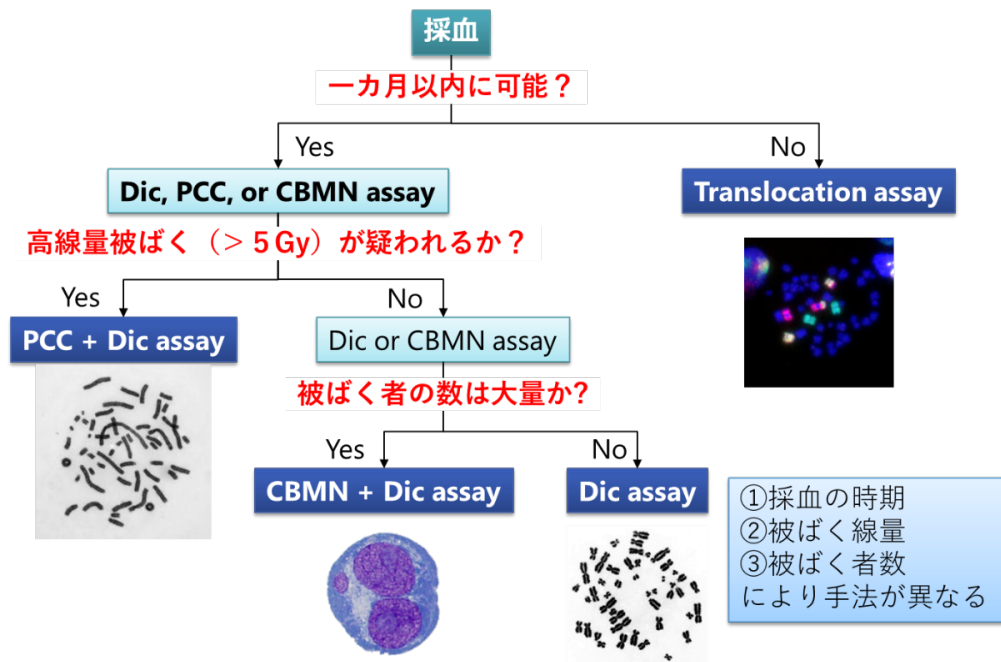 採血
一カ月以内に可能？
Yes
No
Dic, PCC, or CBMN assay
Translocation assay
高線量被ばく（＞５Gy）が疑われるか？
Yes
No
PCC + Dic assay
Dic or CBMN assay
被ばく者の数は大量か?
Yes
No
CBMN + Dic assay
Dic assay
①採血の時期
②被ばく線量
③被ばく者数
により手法が異なる